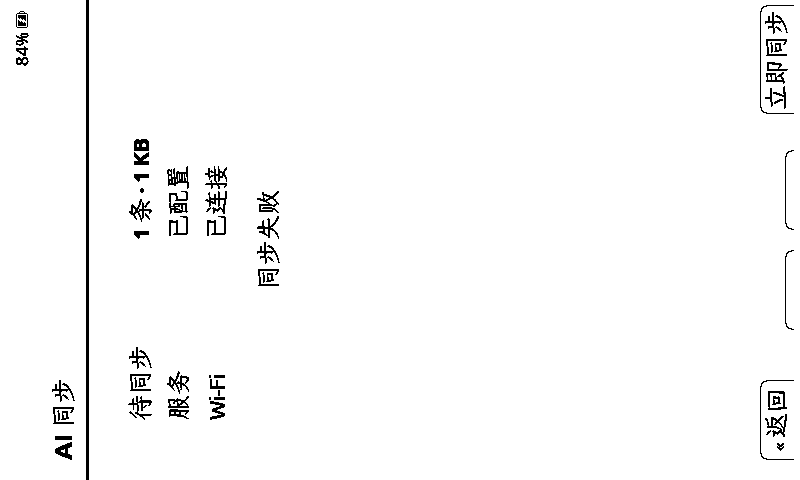 84%
AI 同步
待同步 1 条 · 1 KB
服务 已配置
Wi-Fi 已连接
同步失败
« 返回 立即同步